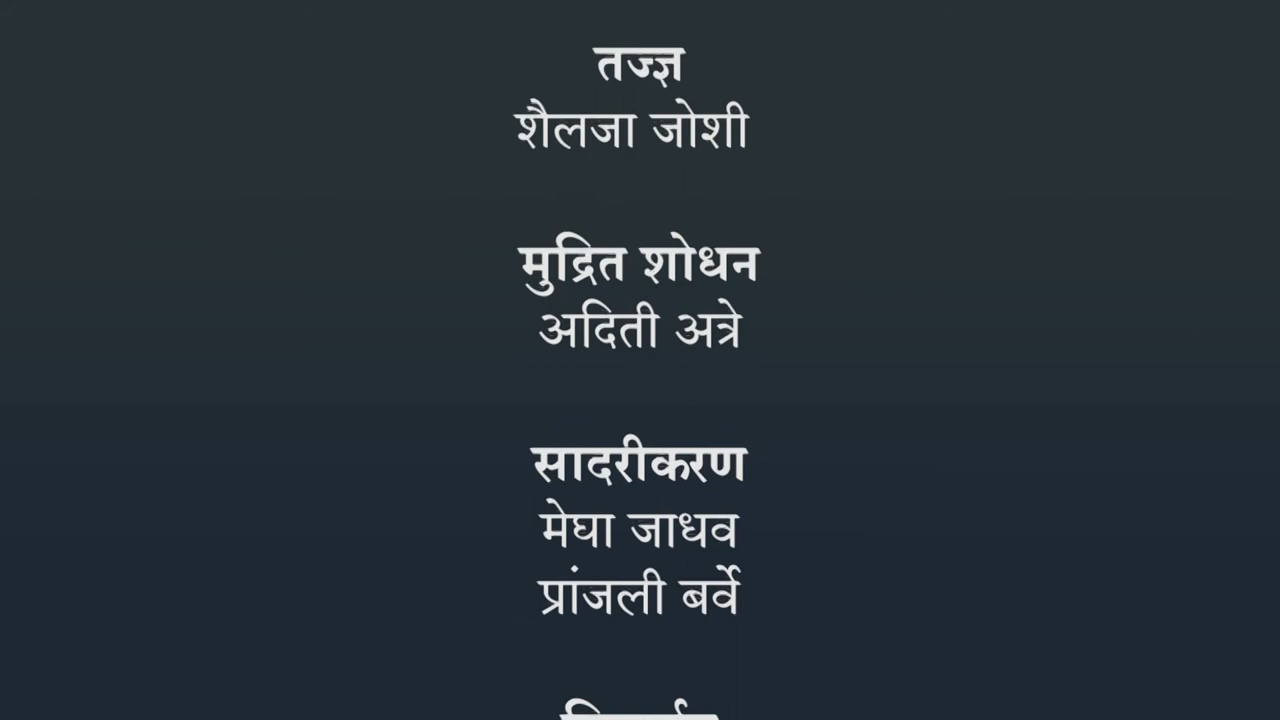 तज्ज्ञ
शैलजा जोशी
मुद्रित शोधन
अदिती अत्रे
सादरीकरण
मेघा जाधव
प्रांजली बर्वे